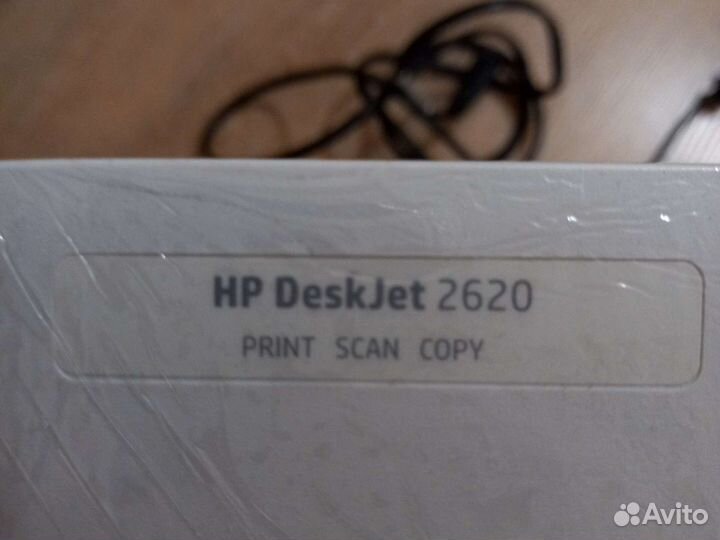 HP DeskJet 2620
PRINT SCAN COPY
Avito